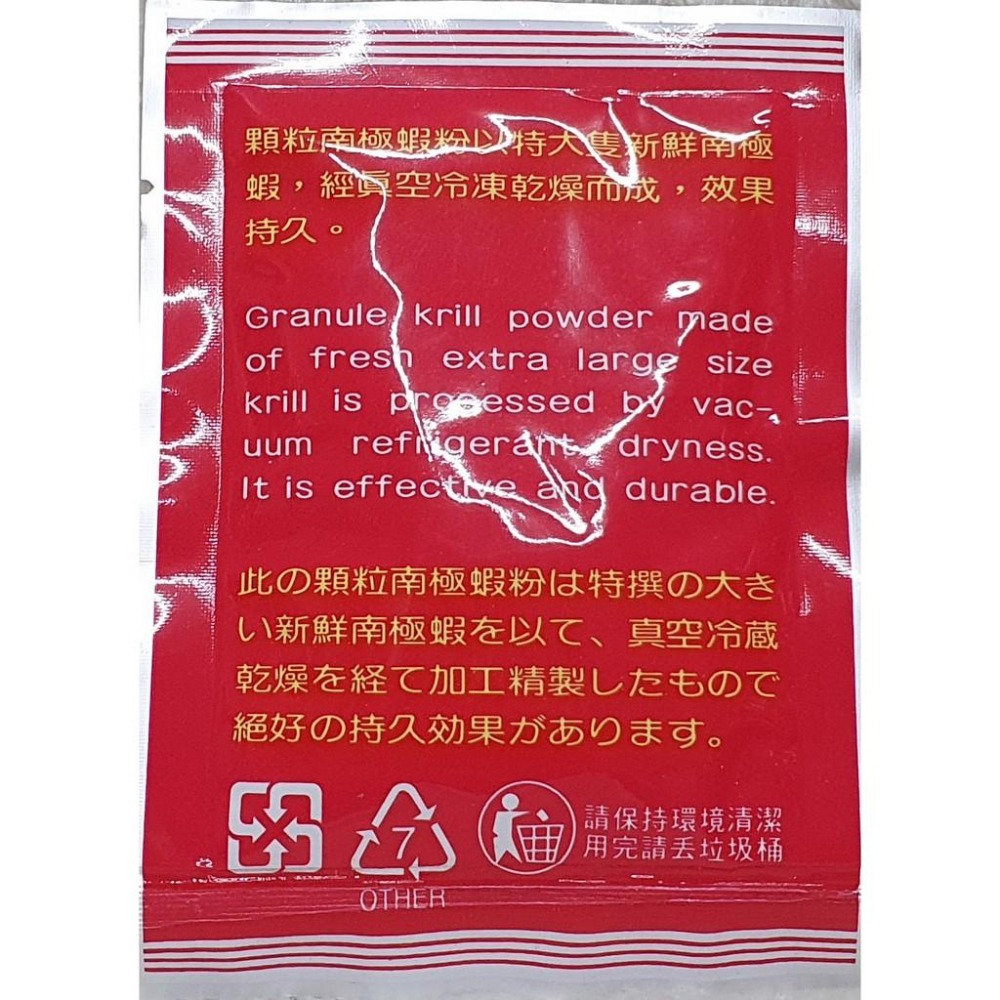 顆粒南極蝦粉以特大隻新鮮南極
蝦，經真空冷凍乾燥而成，效果
持久。
Granule krill powder made
of fresh extra large size
krill is processed by vac-
uum refrigerant dryness.
It is effective and durable.
此の顆粒南極蝦粉は特撰の大き
い新鮮南極蝦を以て、真空冷蔵
乾燥を経て加工精製したもので
絕好の持久効果があります。
7
OTHER
請保持環境清潔
用完請丟垃圾桶